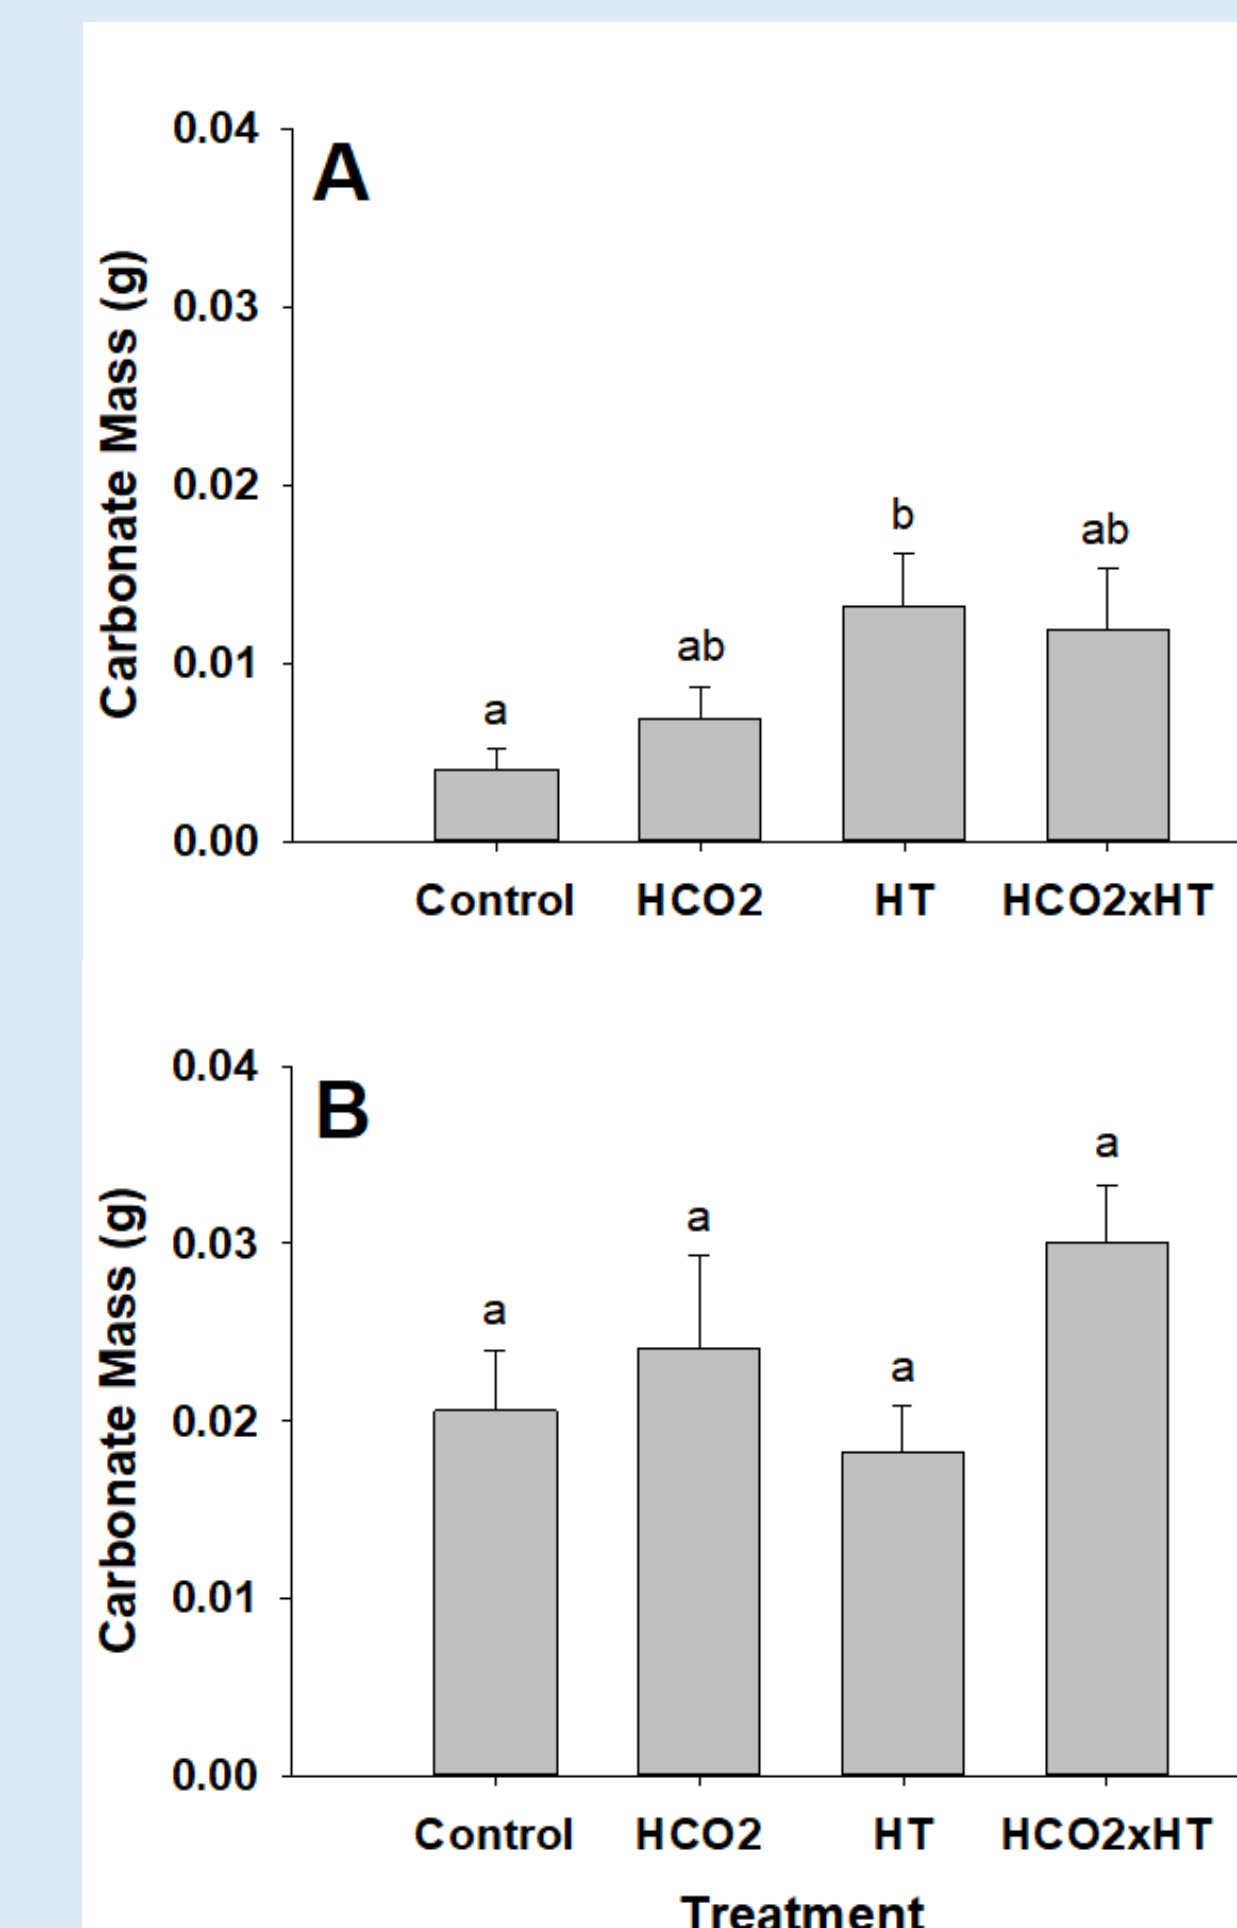 A
0.04
0.03
0.02
0.01
0.00
Carbonate Mass (g)
a
ab
b
ab
Control HCO2 HT HCO2xHT
B
0.04
0.03
0.02
0.01
0.00
Carbonate Mass (g)
a
a
a
a
Control HCO2 HT HCO2xHT
Treatment